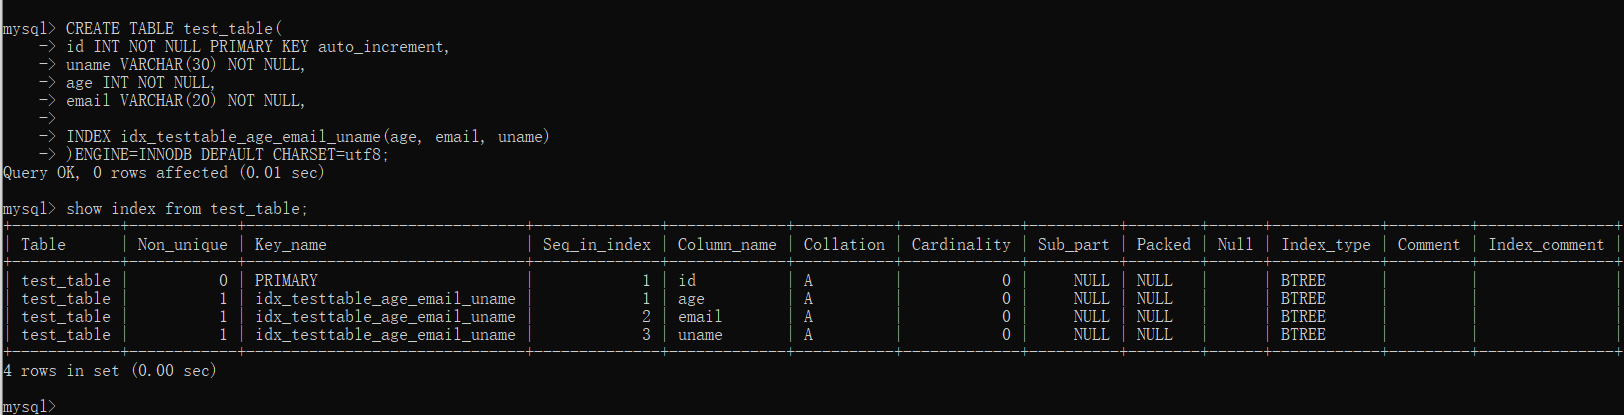 mysql> CREATE TABLE test_table(
    -> id INT NOT NULL PRIMARY KEY auto_increment,
    -> uname VARCHAR(30) NOT NULL,
    -> age INT NOT NULL,
    -> email VARCHAR(20) NOT NULL,
    ->
    -> INDEX idx_testtable_age_email_uname(age, email, uname)
    -> )ENGINE=INNODB DEFAULT CHARSET=utf8;
Query OK, 0 rows affected (0.01 sec)
mysql> show index from test_table;
+------------+------------+-------------------------------+--------------+-------------+-----------+-------------+----------+--------+------+------------+---------+---------------+
| Table      | Non_unique | Key_name                      | Seq_in_index | Column_name | Collation | Cardinality | Sub_part | Packed | Null | Index_type | Comment | Index_comment |
+------------+------------+-------------------------------+--------------+-------------+-----------+-------------+----------+--------+------+------------+---------+---------------+
| test_table |          0 | PRIMARY                       |            1 | id          | A         |           0 |     NULL | NULL   |      | BTREE      |         |               |
| test_table |          1 | idx_testtable_age_email_uname |            1 | age         | A         |           0 |     NULL | NULL   |      | BTREE      |         |               |
| test_table |          1 | idx_testtable_age_email_uname |            2 | email       | A         |           0 |     NULL | NULL   |      | BTREE      |         |               |
| test_table |          1 | idx_testtable_age_email_uname |            3 | uname       | A         |           0 |     NULL | NULL   |      | BTREE      |         |               |
+------------+------------+-------------------------------+--------------+-------------+-----------+-------------+----------+--------+------+------------+---------+---------------+
4 rows in set (0.00 sec)
mysql>